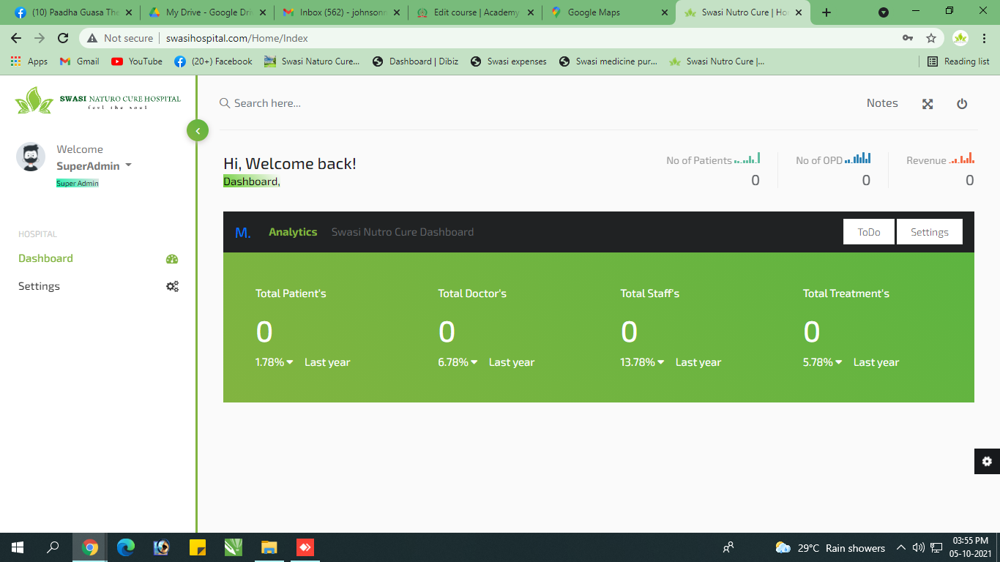 (10) Paadha Guasa The
My Drive - Google Dri
Inbox (562) - johnsonn
Edit course | Academy
Google Maps
Swasi Nutro Cure | Ho
Not secure | swasihospital.com/Home/Index
Apps
Gmail
YouTube
(20+) Facebook
Swasi Naturo Cure...
Dashboard | Dibiz
Swasi expenses
Swasi medicine pur...
Swasi Nutro Cure |...
Reading list
SWASI NATURO CURE HOSPITAL
feel the soul
Search here...
Notes
Welcome
SuperAdmin
Super Admin
Hi, Welcome back!
Dashboard,
No of Patients
0
No of OPD
0
Revenue
0
HOSPITAL
Dashboard
Settings
M. Analytics Swasi Nutro Cure Dashboard
ToDo
Settings
Total Patient's
0
1.78% Last year
Total Doctor's
0
6.78% Last year
Total Staff's
0
13.78% Last year
Total Treatment's
0
5.78% Last year
29°C Rain showers
03:55 PM
05-10-2021